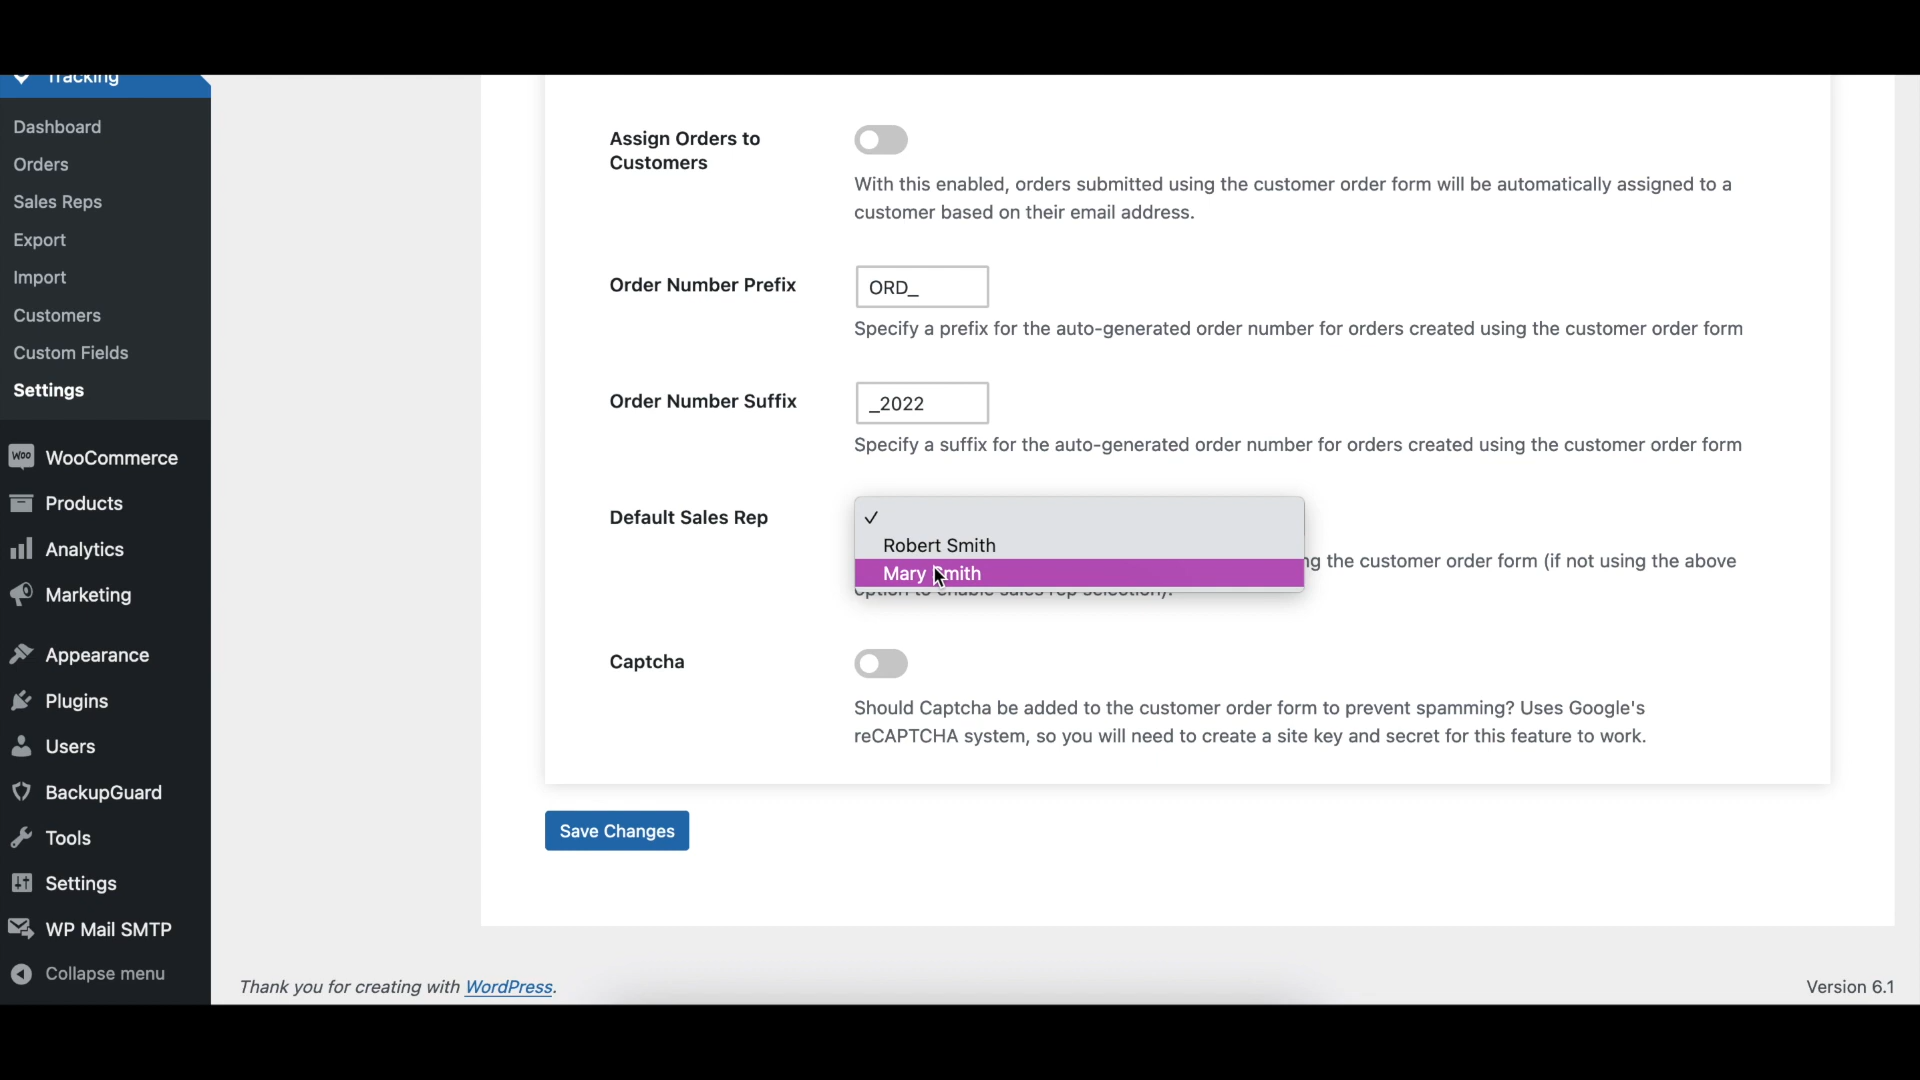 Tracking
Dashboard
Orders
Sales Reps
Export
Import
Customers
Custom Fields
Settings
WooCommerce
Products
Analytics
Marketing
Appearance
Plugins
Users
BackupGuard
Tools
Settings
WP Mail SMTP
Collapse menu
Assign Orders to
Customers
With this enabled, orders submitted using the customer order form will be automatically assigned to a
customer based on their email address.
Order Number Prefix
ORD_
Specify a prefix for the auto-generated order number for orders created using the customer order form
Order Number Suffix
_2022
Specify a suffix for the auto-generated order number for orders created using the customer order form
Default Sales Rep
Robert Smith
Mary Smith
the customer order form (if not using the above
option to enable sales rep selection).
Captcha
Should Captcha be added to the customer order form to prevent spamming? Uses Google's
reCAPTCHA system, so you will need to create a site key and secret for this feature to work.
Save Changes
Thank you for creating with WordPress.
Version 6.1